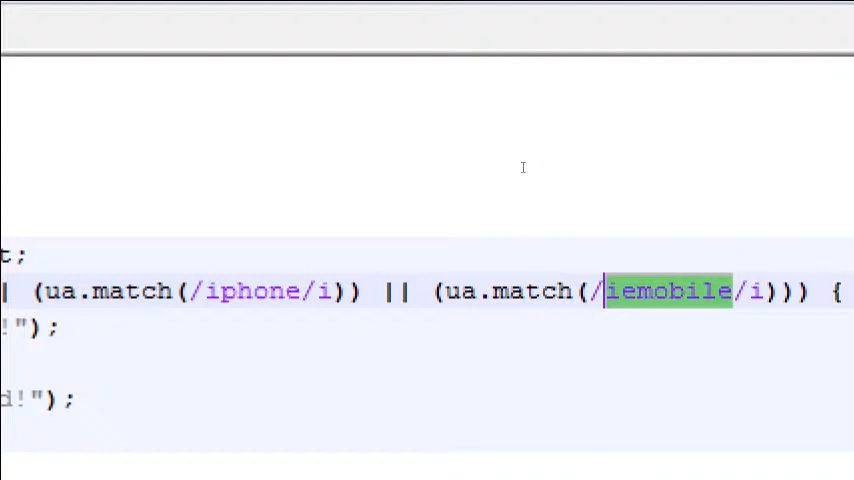 t;
| (ua.match(/iphone/i)) || (ua.match(/iemobile/i))) {
!");
d!");